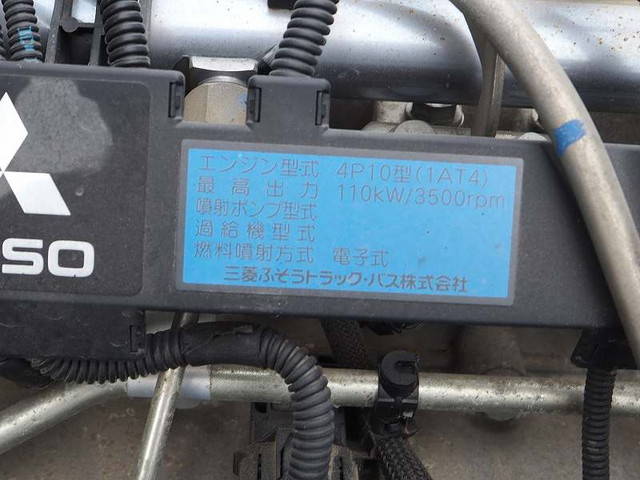 エンジン型式 4P10型(1AT4)
最高出力 110kW/3500rpm
噴射ポンプ型式
過給機型式
燃料噴射方式 電子式
三菱ふそうトラック・バス株式会社
SO